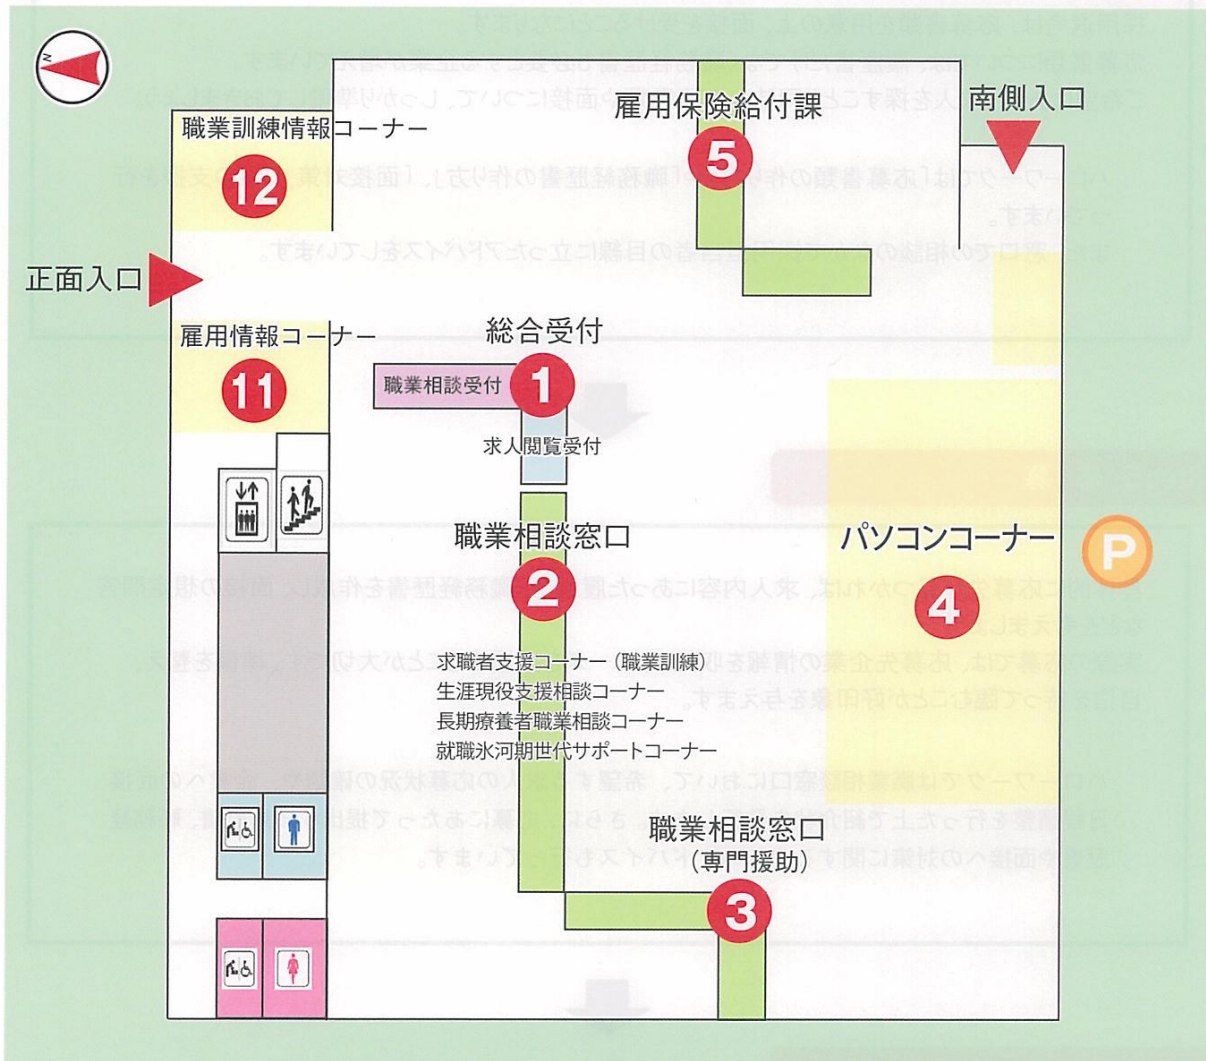 N
職業訓練情報コーナー
12
雇用保険給付課
5
南側入口
正面入口
雇用情報コーナー
11
総合受付
職業相談受付
1
求人閲覧受付
職業相談窓口
2
求職者支援コーナー（職業訓練）
生涯現役支援相談コーナー
長期療養者職業相談コーナー
就職氷河期世代サポートコーナー
パソコンコーナー
4
P
職業相談窓口
（専門援助）
3